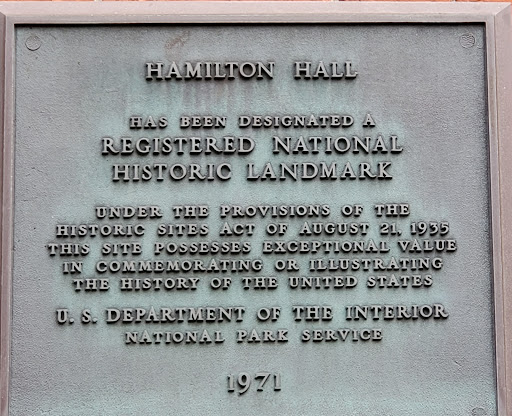 HAMILTON HALL
HAS BEEN DESIGNATED A
REGISTERED NATIONAL
HISTORIC LANDMARK
UNDER THE PROVISIONS OF THE
HISTORIC SITES ACT OF AUGUST 21, 1935
THIS SITE POSSESSES EXCEPTIONAL VALUE
IN COMMEMORATING OR ILLUSTRATING
THE HISTORY OF THE UNITED STATES
U. S. DEPARTMENT OF THE INTERIOR
NATIONAL PARK SERVICE
1971